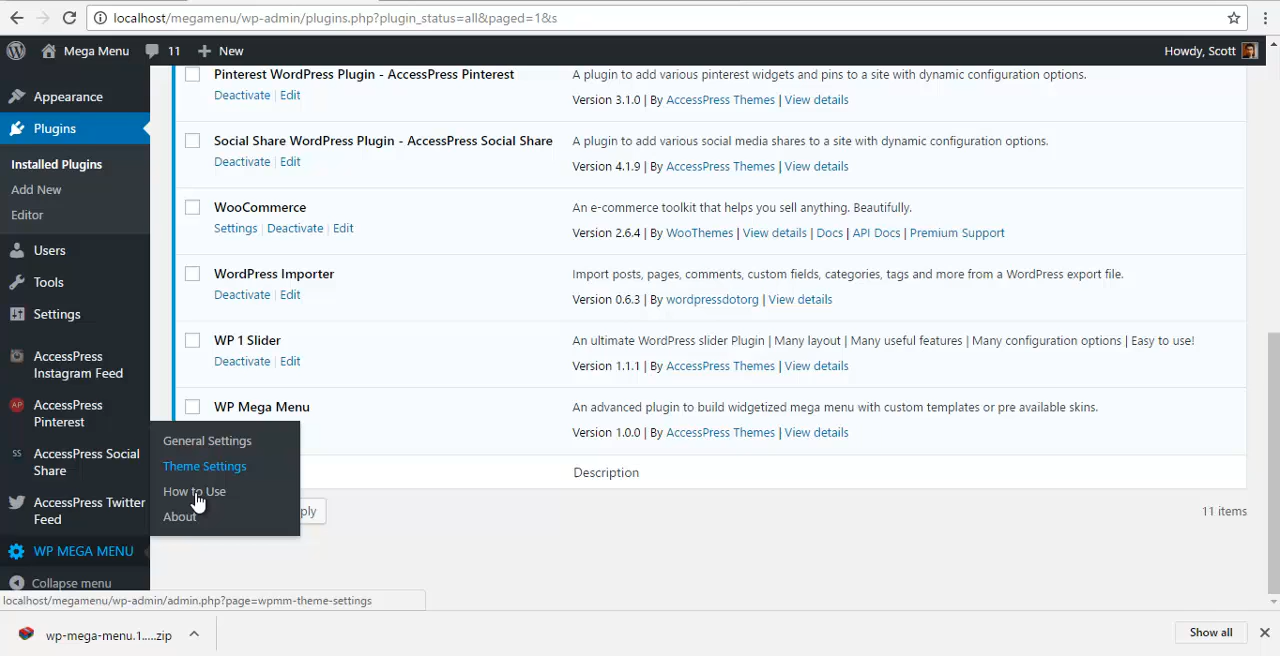 localhost/megamenu/wp-admin/plugins.php?plugin_status=all&paged=1&s
Mega Menu 11 New Howdy, Scott
Appearance
Plugins
Installed Plugins
Add New
Editor
Users
Tools
Settings
AccessPress
Instagram Feed
AP AccessPress
Pinterest
SS AccessPress Social
Share
AccessPress Twitter
Feed
WP MEGA MENU
Collapse menu
Pinterest WordPress Plugin - AccessPress Pinterest A plugin to add various pinterest widgets and pins to a site with dynamic configuration options.
Deactivate | Edit Version 3.1.0 | By AccessPress Themes | View details
Social Share WordPress Plugin - AccessPress Social Share A plugin to add various social media shares to a site with dynamic configuration options.
Deactivate | Edit Version 4.1.9 | By AccessPress Themes | View details
WooCommerce An e-commerce toolkit that helps you sell anything. Beautifully.
Settings | Deactivate | Edit Version 2.6.4 | By WooThemes | View details | Docs | API Docs | Premium Support
WordPress Importer Import posts, pages, comments, custom fields, categories, tags and more from a WordPress export file.
Deactivate | Edit Version 0.6.3 | By wordpressdotorg | View details
WP 1 Slider An ultimate WordPress slider Plugin | Many layout | Many useful features | Many configuration options | Easy to use!
Deactivate | Edit Version 1.1.1 | By AccessPress Themes | View details
WP Mega Menu An advanced plugin to build widgetized mega menu with custom templates or pre available skins.
Version 1.0.0 | By AccessPress Themes | View details
General Settings
Theme Settings
How to Use
About
Description
ply 11 items
localhost/megamenu/wp-admin/admin.php?page=wpmm-theme-settings
wp-mega-menu.1.....zip Show all